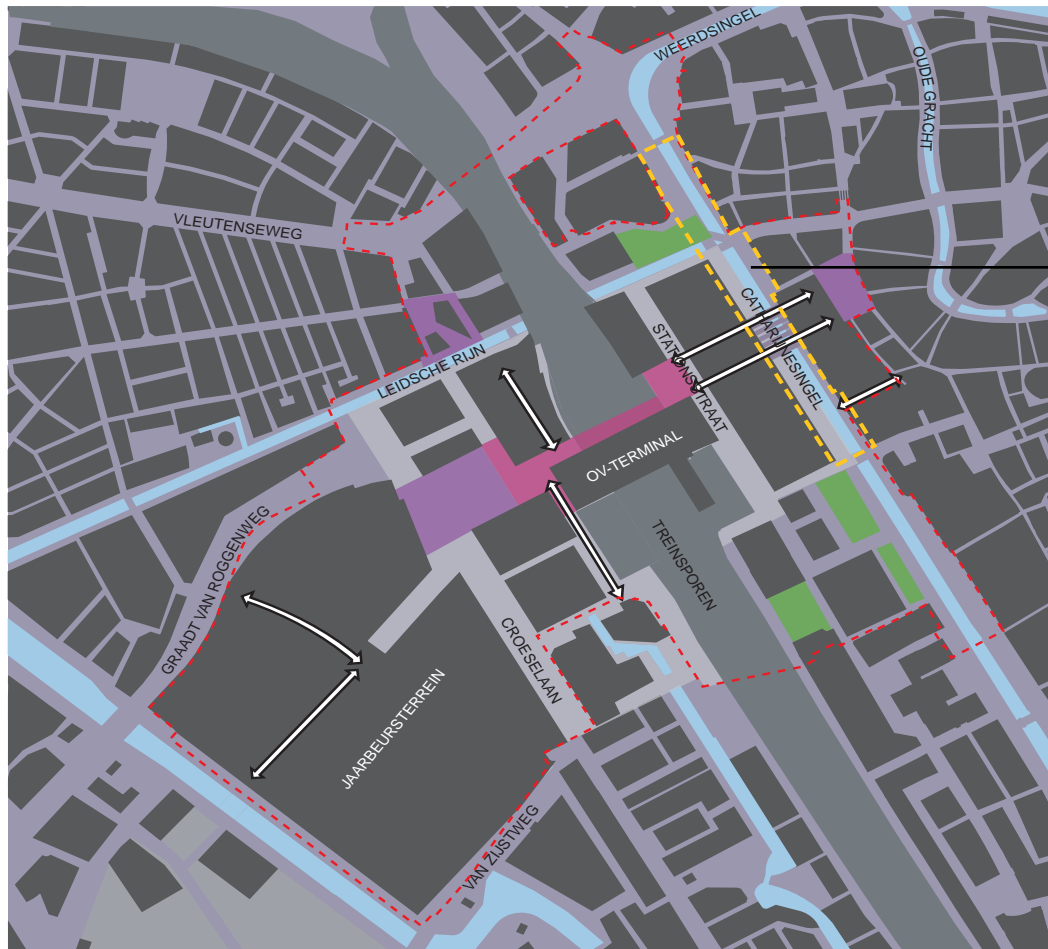 WEERDSINGEL
OUDE GRACHT
VLEUTENSEWEG
CATHARIJNESINGEL
STATIONSSTRAAT
LEIDSCHE RIJN
OV-TERMINAL
TREINSPOREN
GRAADT VAN ROGGENWEG
CROESELAAN
JAARBEURSTERREIN
VAN ZIJSTWEG